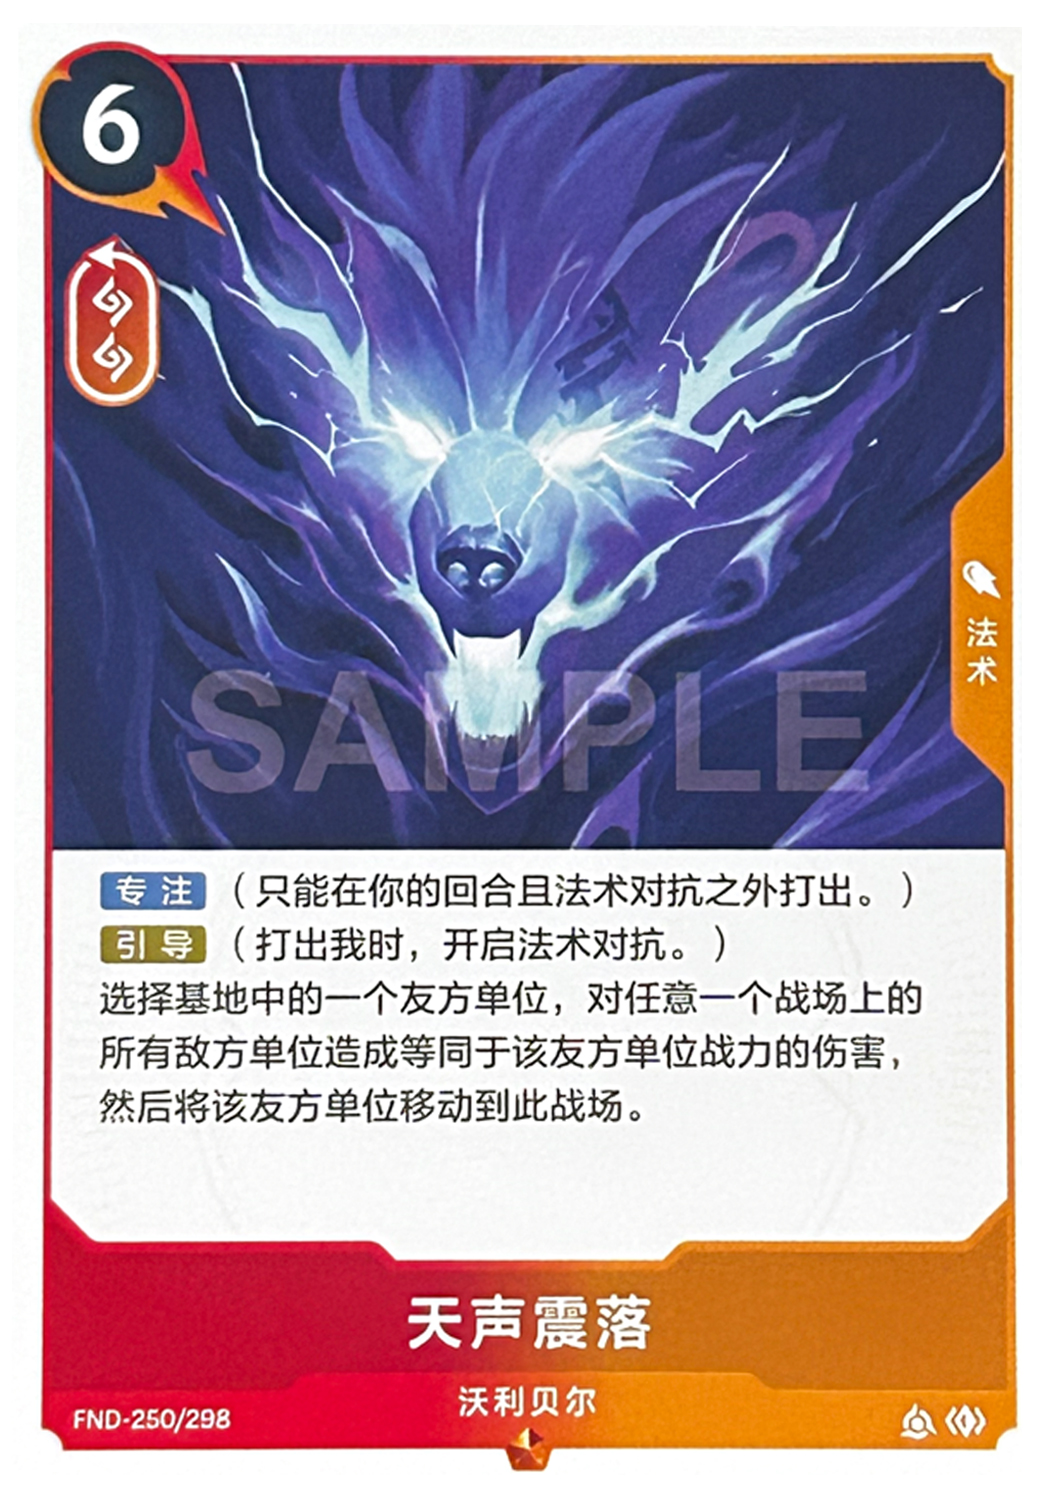 6
法术
SAMPLE
专注（只能在你的回合且法术对抗之外打出。）
引导（打出我时，开启法术对抗。）
选择基地中的一个友方单位，对任意一个战场上的
所有敌方单位造成等同于该友方单位战力的伤害，
然后将该友方单位移动到此战场。
天声震落
沃利贝尔
FND-250/298